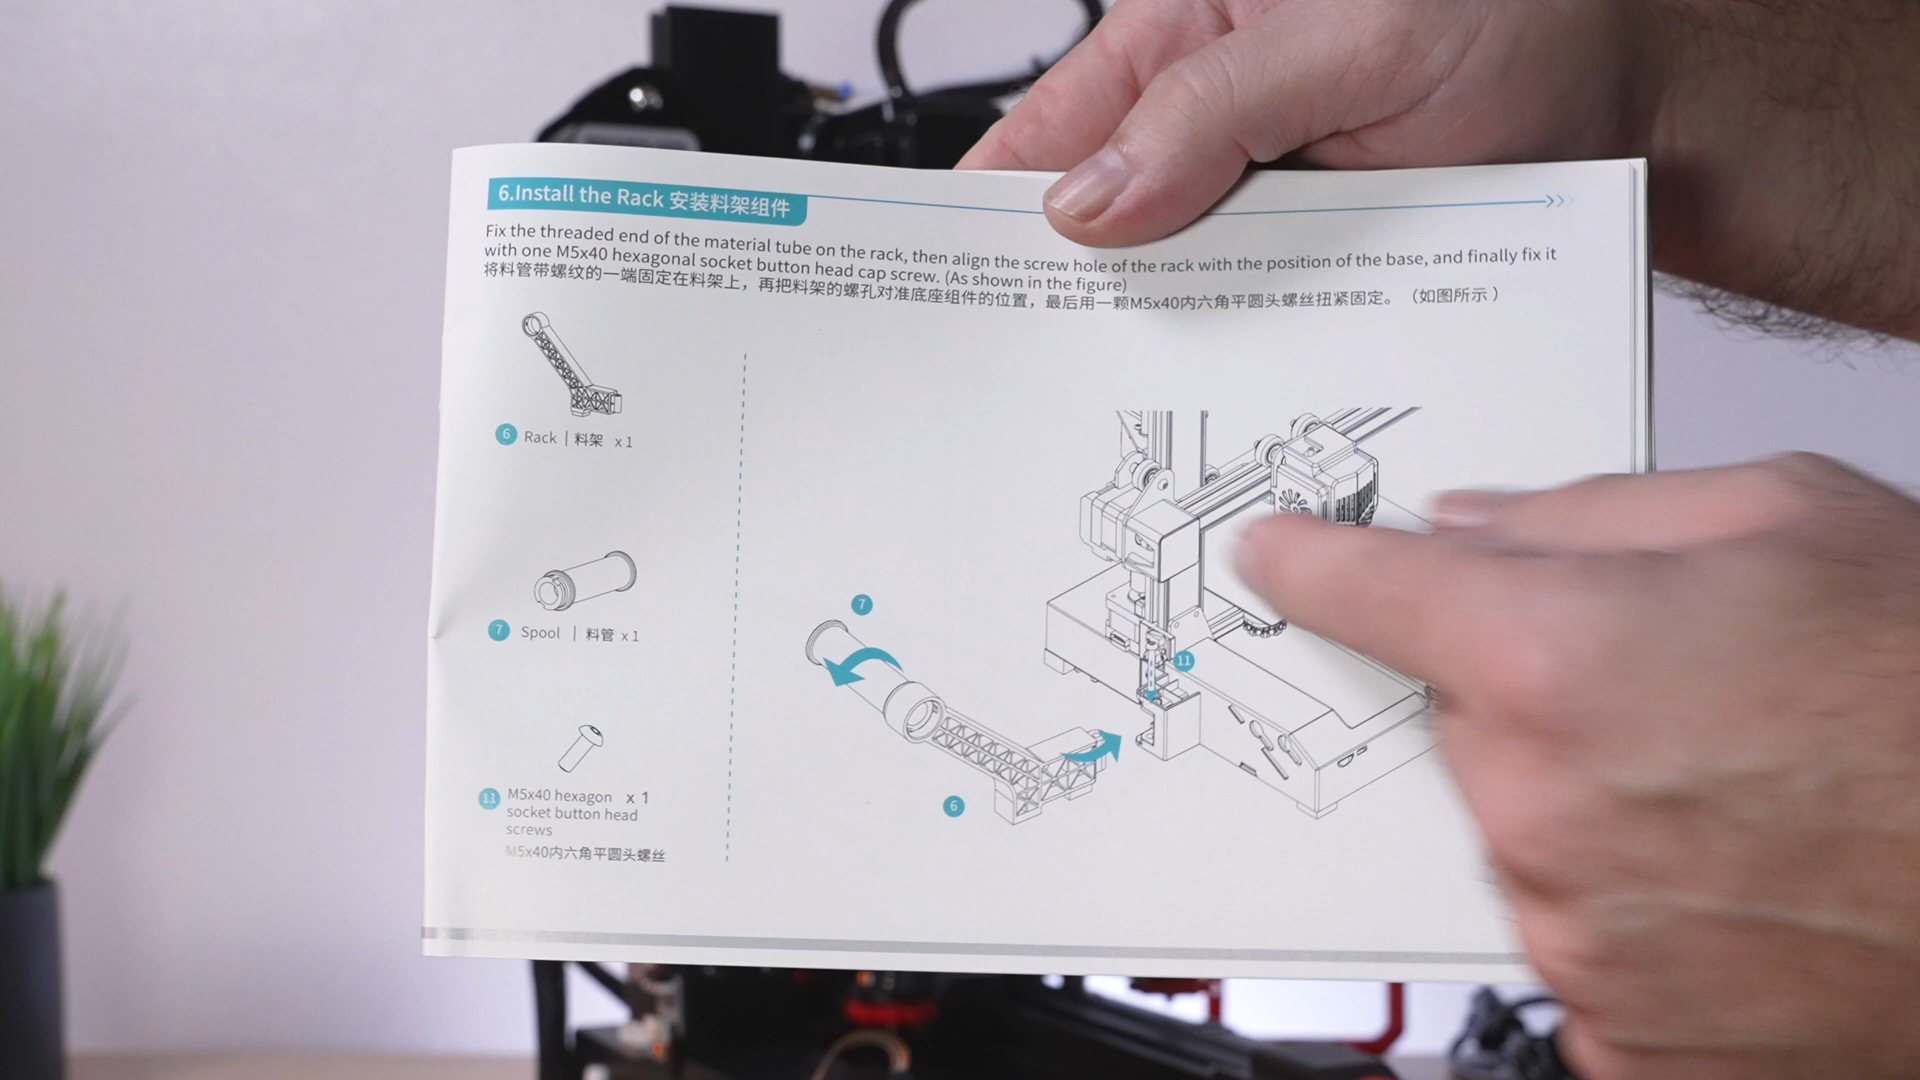 6.Install the Rack 安装料架组件
Fix the threaded end of the material tube on the rack, then align the screw hole of the rack with the position of the base, and finally fix it
with one M5x40 hexagonal socket button head cap screw. (As shown in the figure)
将料管带螺纹的一端固定在料架上，再把料架的螺孔对准底座组件的位置，最后用一颗M5x40内六角平圆头螺丝扭紧固定。（如图所示 ）
6 Rack | 料架 x 1
7 Spool | 料管 x 1
11 M5x40 hexagon x 1
socket button head
screws
M5x40内六角平圆头螺丝
7
11
6